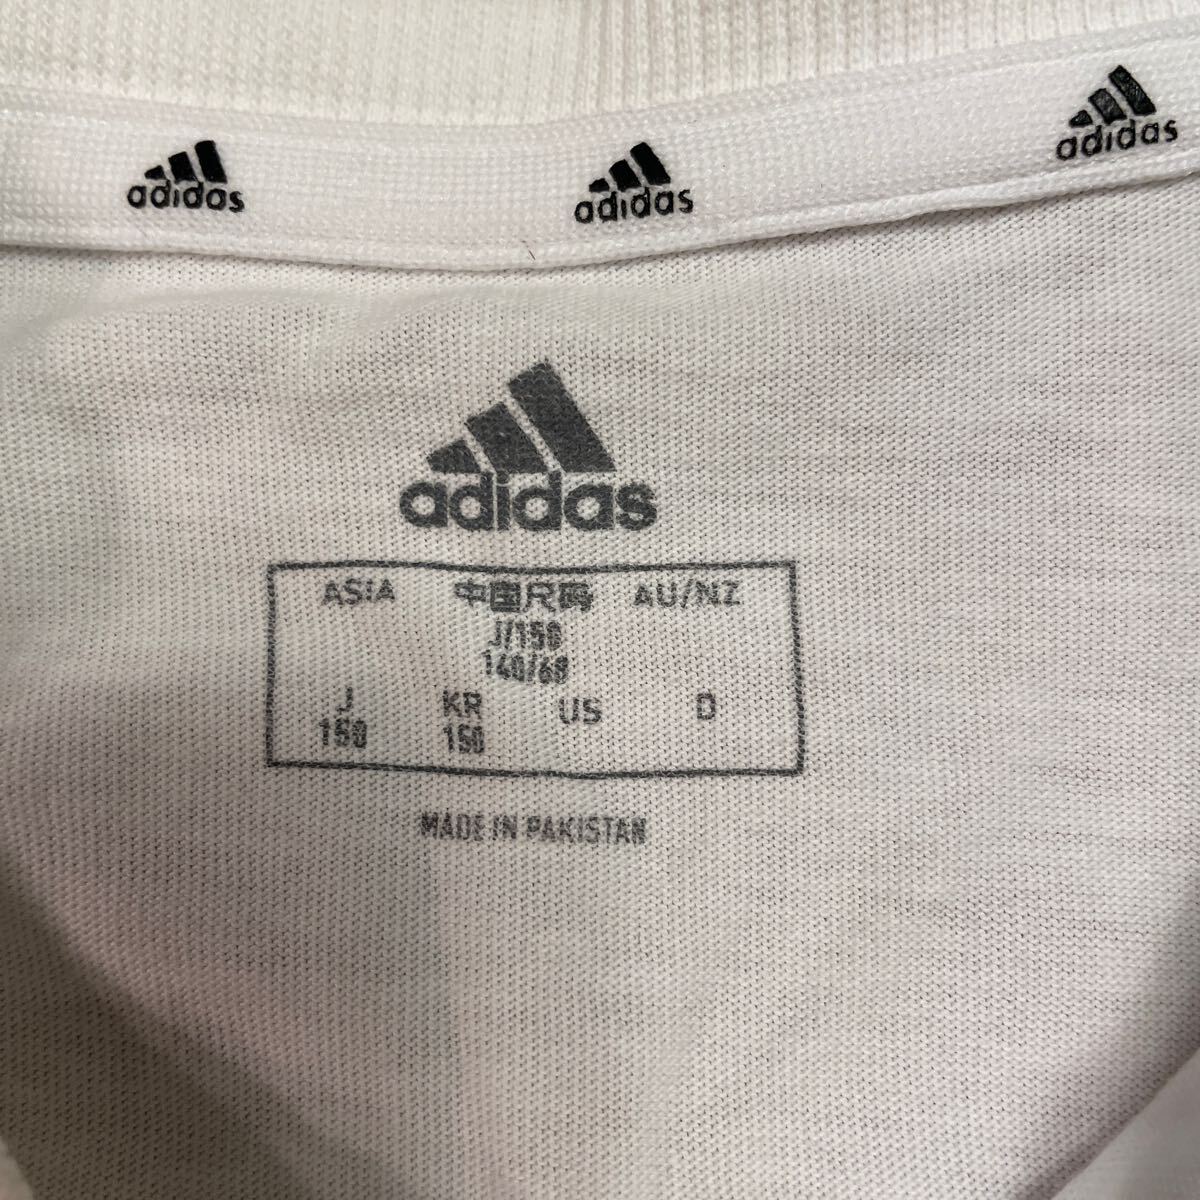 adidas adidas adidas
adidas
ASIA 中国尺码 AU/NZ
J/150
140/68
J KR US D
150 150
MADE IN PAKISTAN